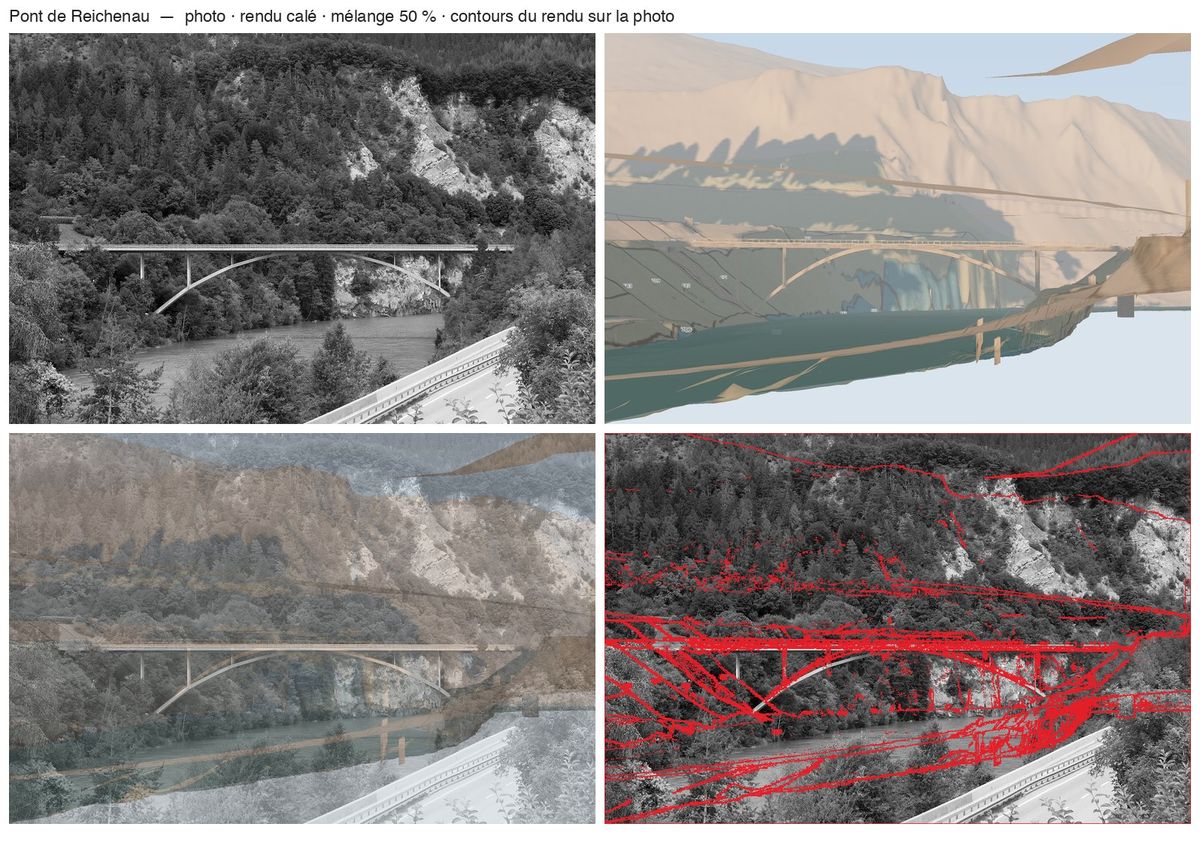 Pont de Reichenau — photo · rendu calé · mélange 50 % · contours du rendu sur la photo